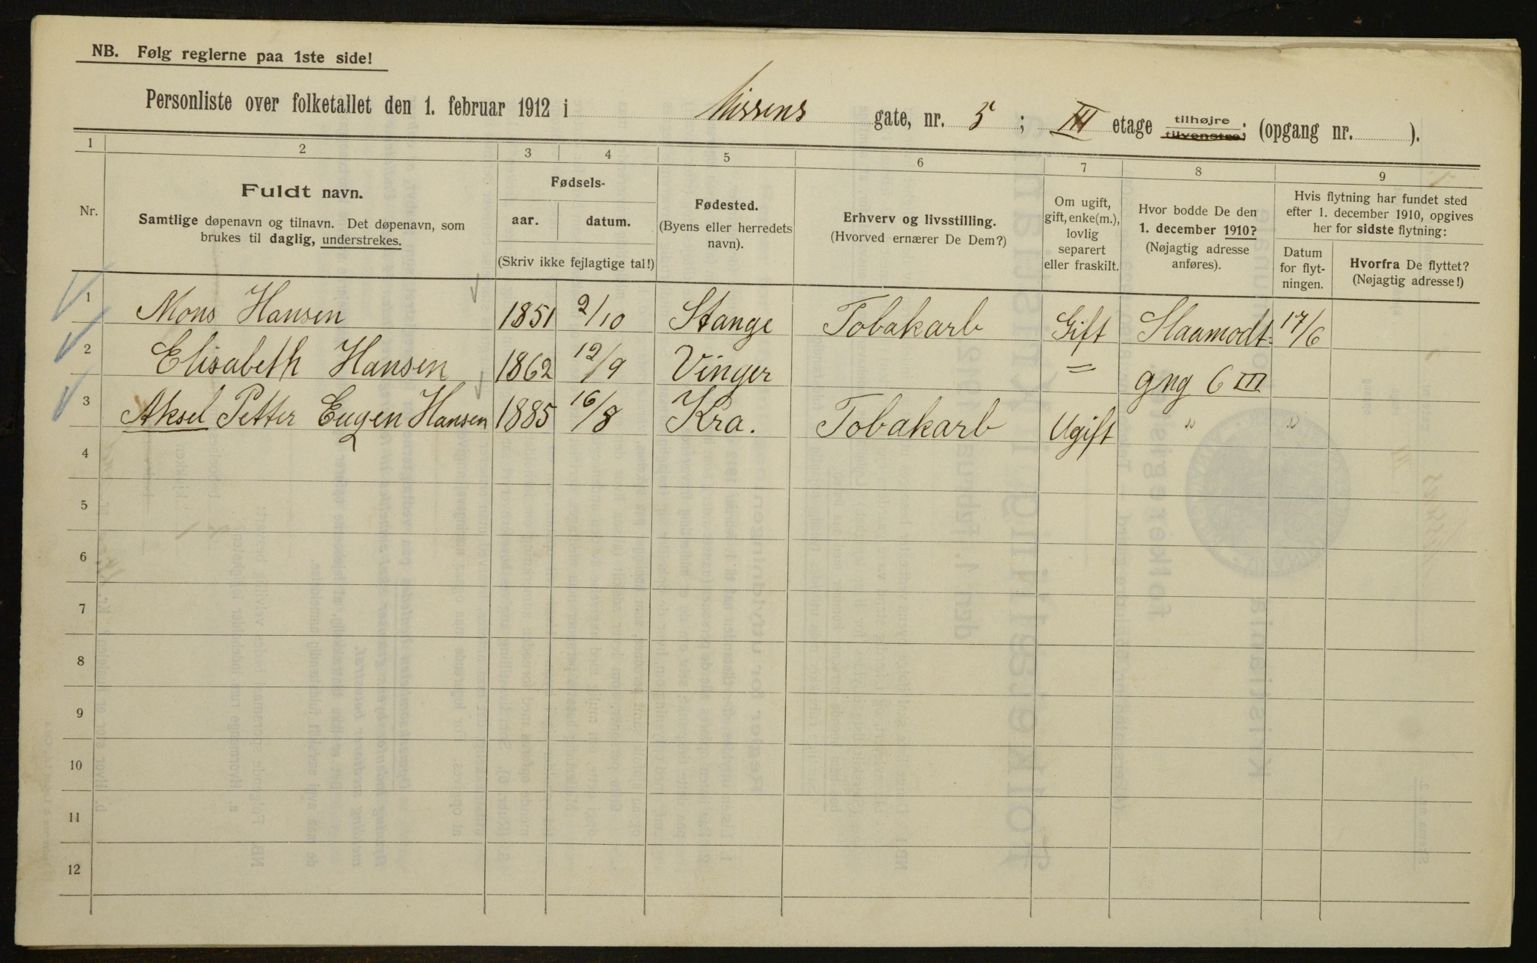 NB. Følg reglerne paa 1ste side!
Personliste over folketallet den 1. februar 1912 i Nissens gate, nr. 5 ; III etage tilhøjre tilvenstre; (opgang nr. ).
1 2 3 4 5 6 7 8 9
Nr.
Fuldt navn.
Samtlige døpenavn og tilnavn. Det døpenavn, som
brukes til daglig, understrekes.
Fødsels-
aar. datum.
(Skriv ikke fejlagtige tal!)
Fødested.
(Byens eller herredets
navn).
Erhverv og livsstilling.
(Hvorved ernærer De Dem?)
Om ugift,
gift, enke(m.),
lovlig
separert
eller fraskilt.
Hvor bodde De den
1. december 1910?
(Nøjagtig adresse
anføres).
Hvis flytning har fundet sted
efter 1. december 1910, opgives
her for sidste flytning:
Datum
for flyt-
ningen.
Hvorfra De flyttet?
(Nøjagtig adresse!)
1 Mons Hansen 1851 2/10 Stange Tobakarb Gift Slaamodt: 17/6
2 Elisabeth Hansen 1862 12/9 Vinger " gng 6 III
3 Aksel Petter Eugen Hansen 1885 16/8 Kra. Tobakarb Ugift " "
4
5
6
7
8
9
10
11
12